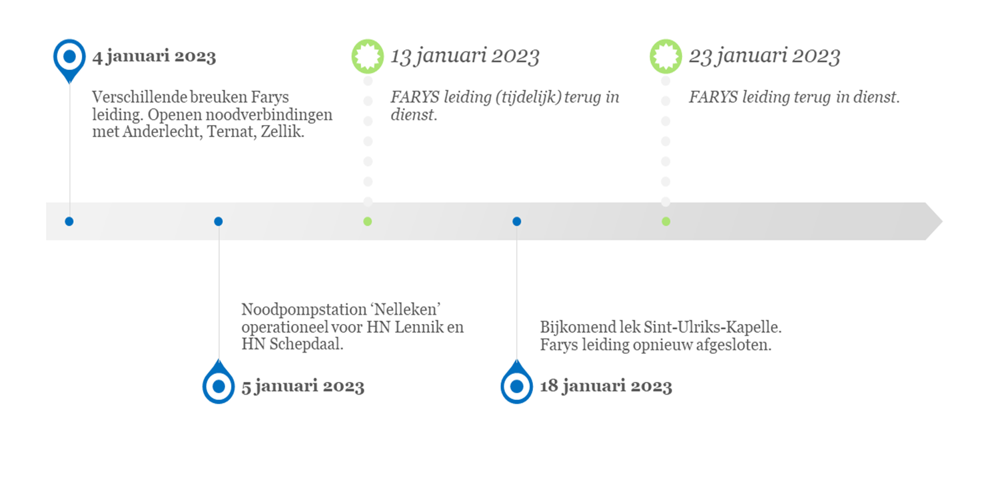 4 januari 2023
Verschillende breuken Farys
leiding. Openen noodverbindingen
met Anderlecht, Ternat, Zellik.
13 januari 2023
FARYS leiding (tijdelijk) terug in
dienst.
23 januari 2023
FARYS leiding terug in dienst.
Noodpompstation ‘Nelleken’
operationeel voor HN Lennik en
HN Schepdaal.
5 januari 2023
Bijkomend lek Sint-Ulriks-Kapelle.
Farys leiding opnieuw afgesloten.
18 januari 2023